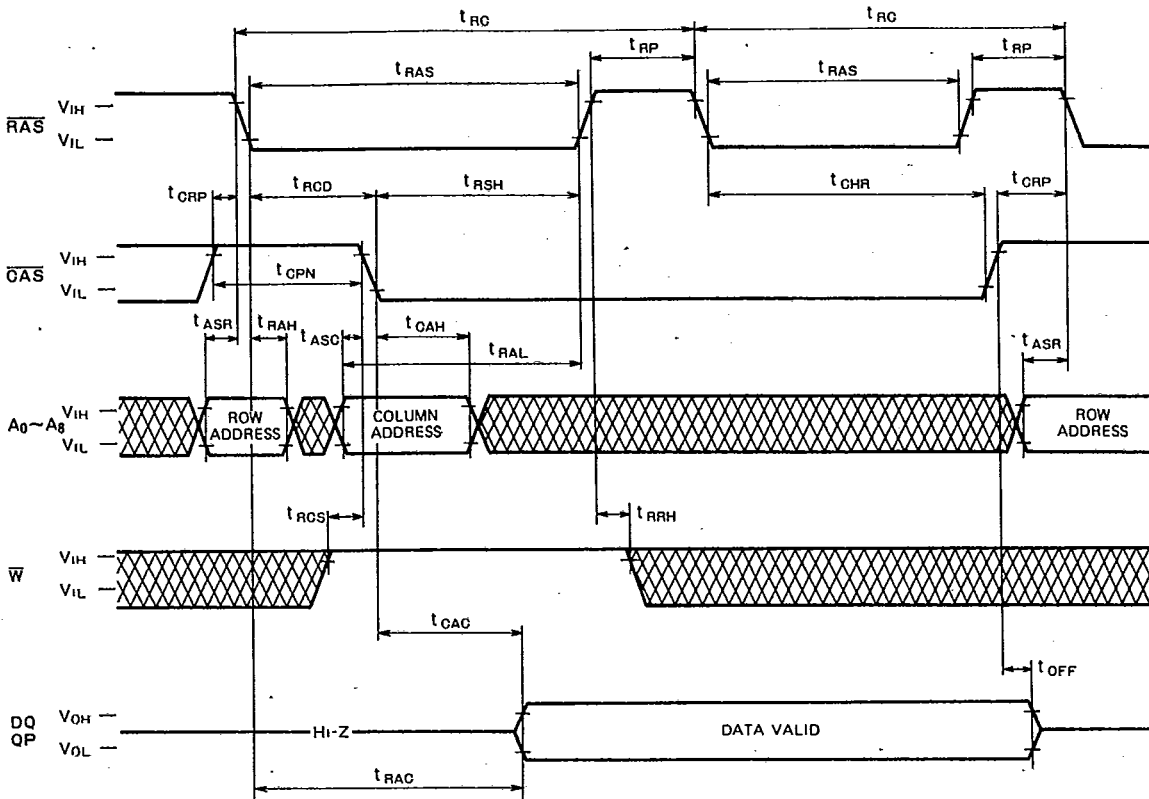 tRC tRC
tRP tRP
tRAS tRAS
RAS VIH
VIL
tCRP tRCD tRSH tCHR tCRP
CAS VIH
VIL
tCPN
tASR tRAH tASC tCAH
tRAL
tASR
A0~A8 VIH
VIL
ROW ADDRESS
COLUMN ADDRESS
ROW ADDRESS
tRCS tRRH
W VIH
VIL
tCAC
tOFF
DQ QP VOH
VOL
Hi-Z
DATA VALID
tRAC